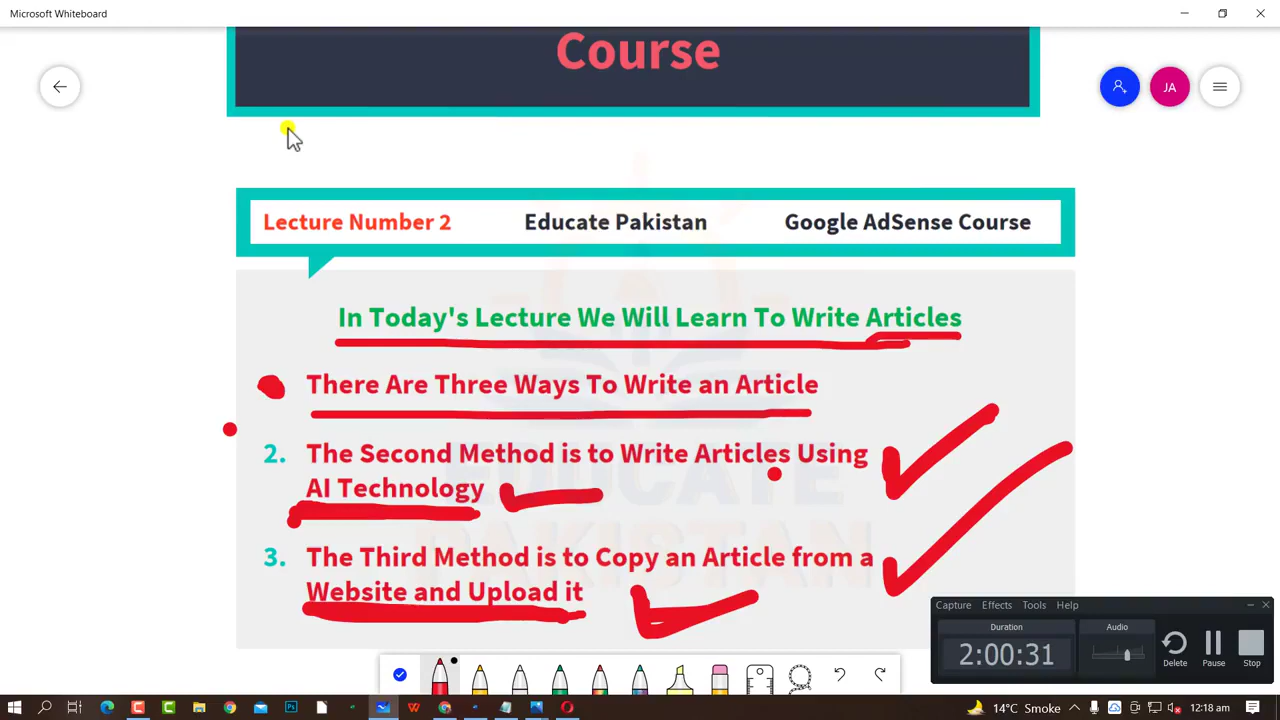 Microsoft Whiteboard
Course
JA
Lecture Number 2 Educate Pakistan Google AdSense Course
In Today's Lecture We Will Learn To Write Articles
There Are Three Ways To Write an Article
2. The Second Method is to Write Articles Using
AI Technology
3. The Third Method is to Copy an Article from a
Website and Upload it
EDUCATE
PAKISTAN
Capture Effects Tools Help
Duration Audio
2:00:31
Delete Pause Stop
14°C Smoke 12:18 am